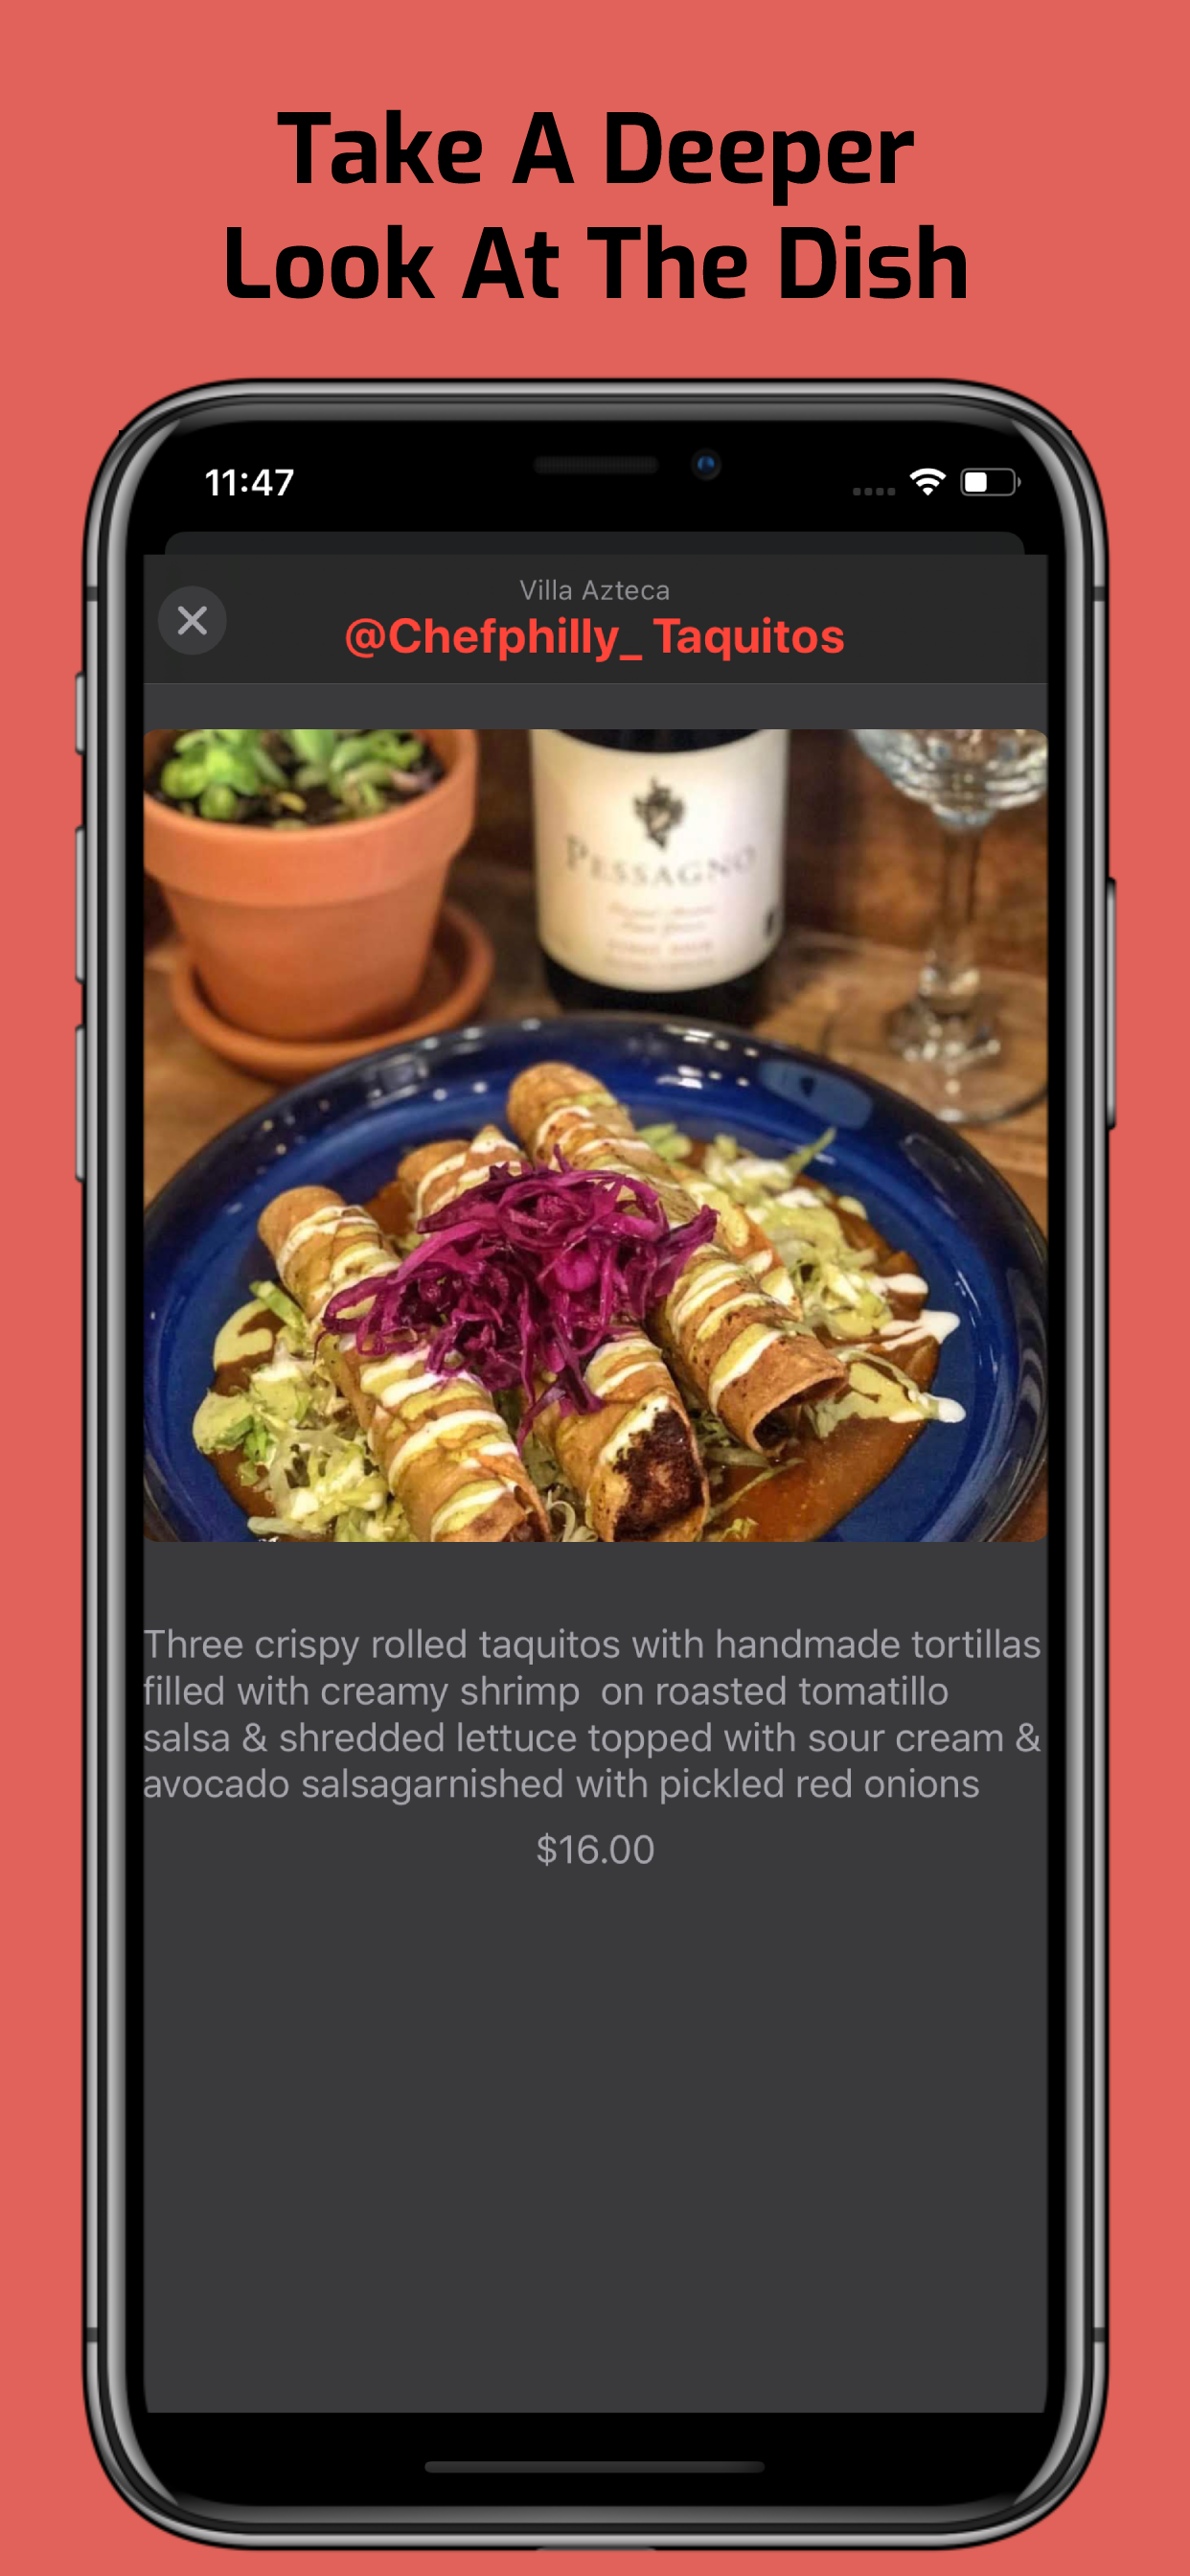 Take A Deeper
Look At The Dish
11:47
Villa Azteca
@Chefphilly_ Taquitos
PESSAGNO
Three crispy rolled taquitos with handmade tortillas
filled with creamy shrimp  on roasted tomatillo
salsa & shredded lettuce topped with sour cream &
avocado salsagarnished with pickled red onions
$16.00